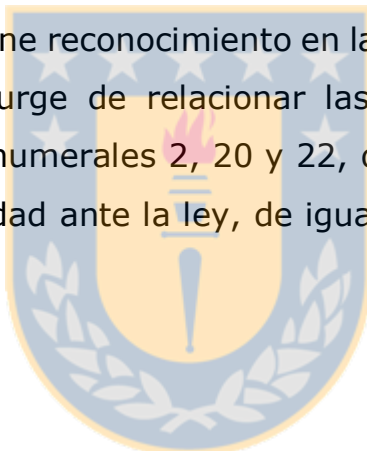 ne reconocimiento en la
urge de relacionar las
numerales 2, 20 y 22,
dad ante la ley, de igua